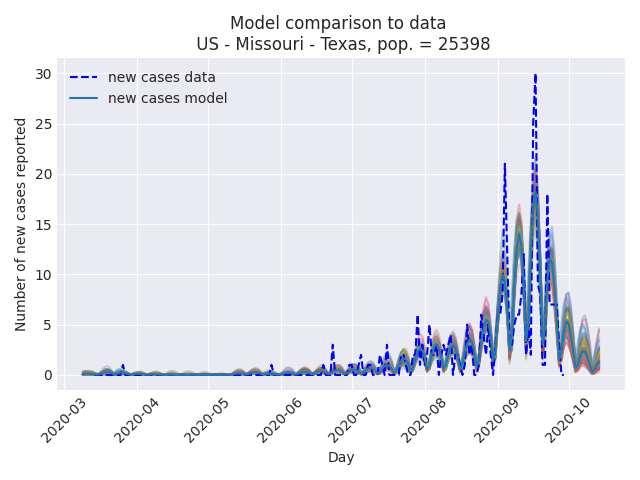 Model comparison to data
US - Missouri - Texas, pop. = 25398
new cases data
new cases model
Number of new cases reported
30
25
20
15
10
5
0
2020-03
2020-04
2020-05
2020-06
2020-07
2020-08
2020-09
2020-10
Day